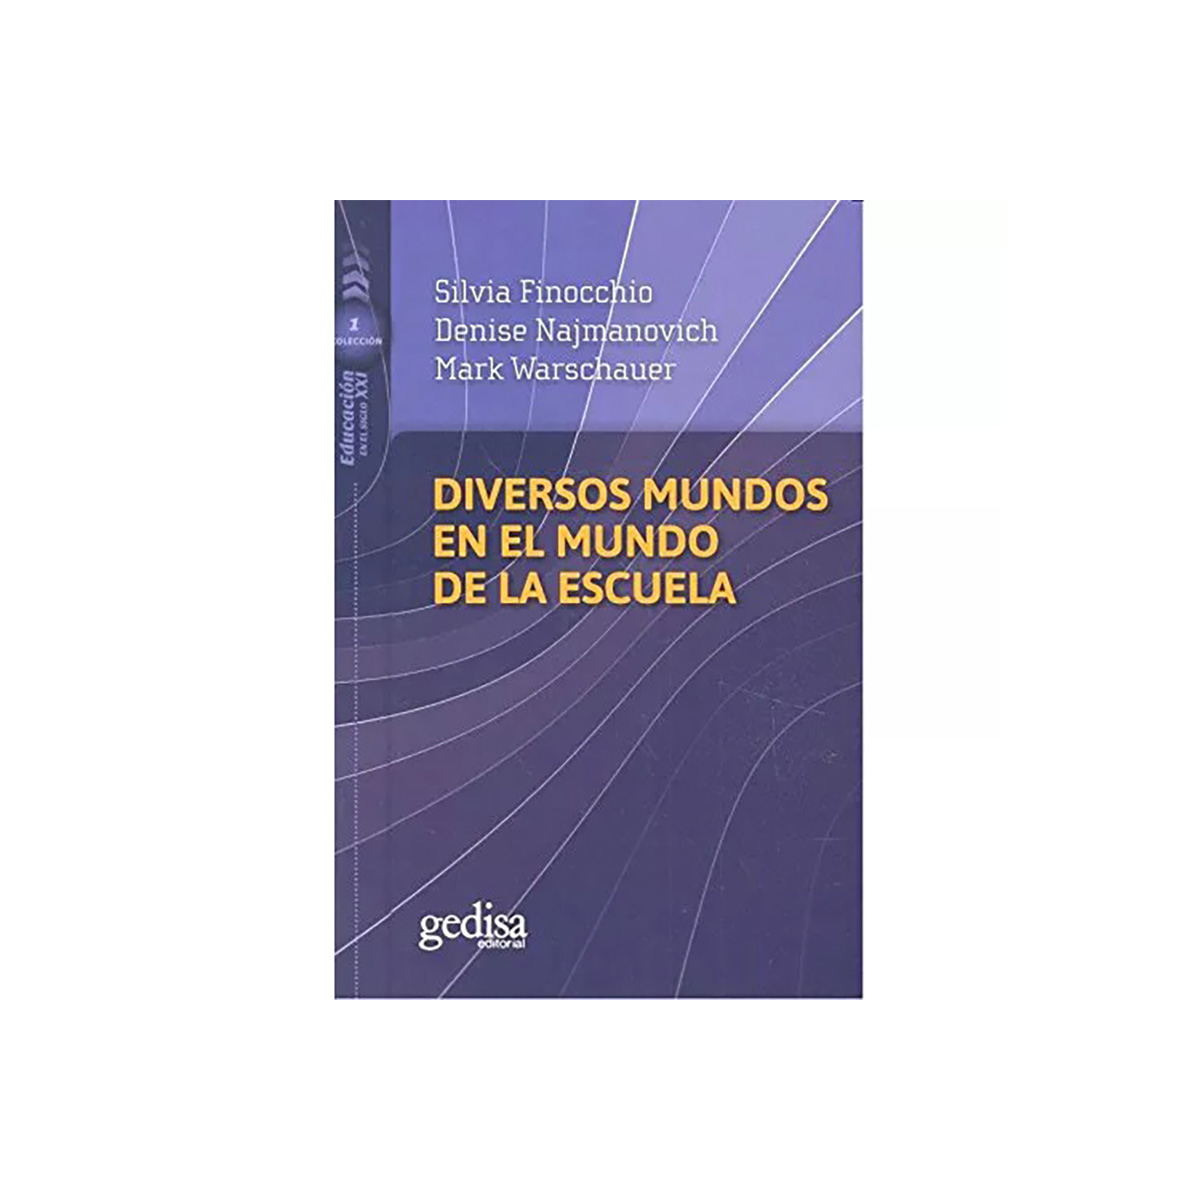 Silvia Finocchio
Denise Najmanovich
Mark Warschauer
1
COLECCIÓN
Educación
EN EL SIGLO XXI
DIVERSOS MUNDOS
EN EL MUNDO
DE LA ESCUELA
gedisa
editorial